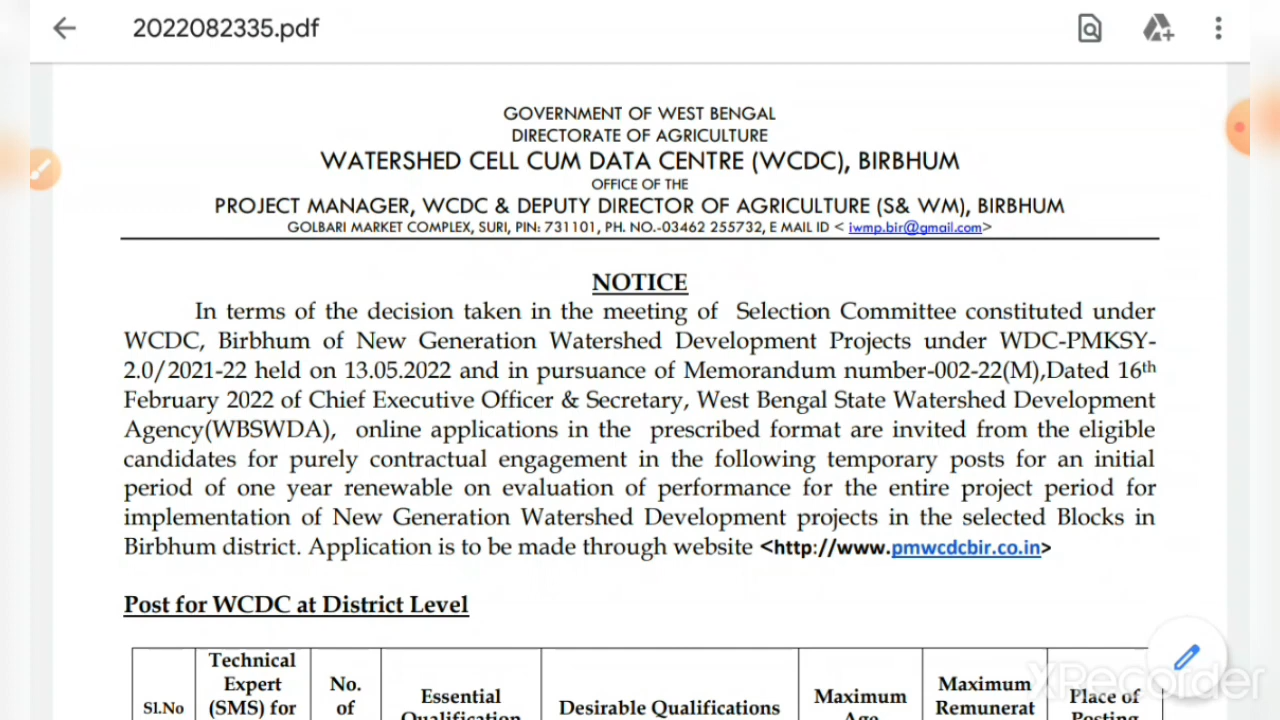 2022082335.pdf
GOVERNMENT OF WEST BENGAL
DIRECTORATE OF AGRICULTURE
WATERSHED CELL CUM DATA CENTRE (WCDC), BIRBHUM
OFFICE OF THE
PROJECT MANAGER, WCDC & DEPUTY DIRECTOR OF AGRICULTURE (S& WM), BIRBHUM
GOLBARI MARKET COMPLEX, SURI, PIN: 731101, PH. NO.-03462 255732, E MAIL ID < iwmp.bir@gmail.com>
NOTICE
In terms of the decision taken in the meeting of Selection Committee constituted under
WCDC, Birbhum of New Generation Watershed Development Projects under WDC-PMKSY-
2.0/2021-22 held on 13.05.2022 and in pursuance of Memorandum number-002-22(M),Dated 16th
February 2022 of Chief Executive Officer & Secretary, West Bengal State Watershed Development
Agency(WBSWDA), online applications in the prescribed format are invited from the eligible
candidates for purely contractual engagement in the following temporary posts for an initial
period of one year renewable on evaluation of performance for the entire project period for
implementation of New Generation Watershed Development projects in the selected Blocks in
Birbhum district. Application is to be made through website <http://www.pmwcdcbir.co.in>
Post for WCDC at District Level
Sl.No
Technical
Expert
(SMS) for
No.
of
Essential
Qualification
Desirable Qualifications
Maximum
Age
Maximum
Remunerat
Place of
Posting
XRecorder